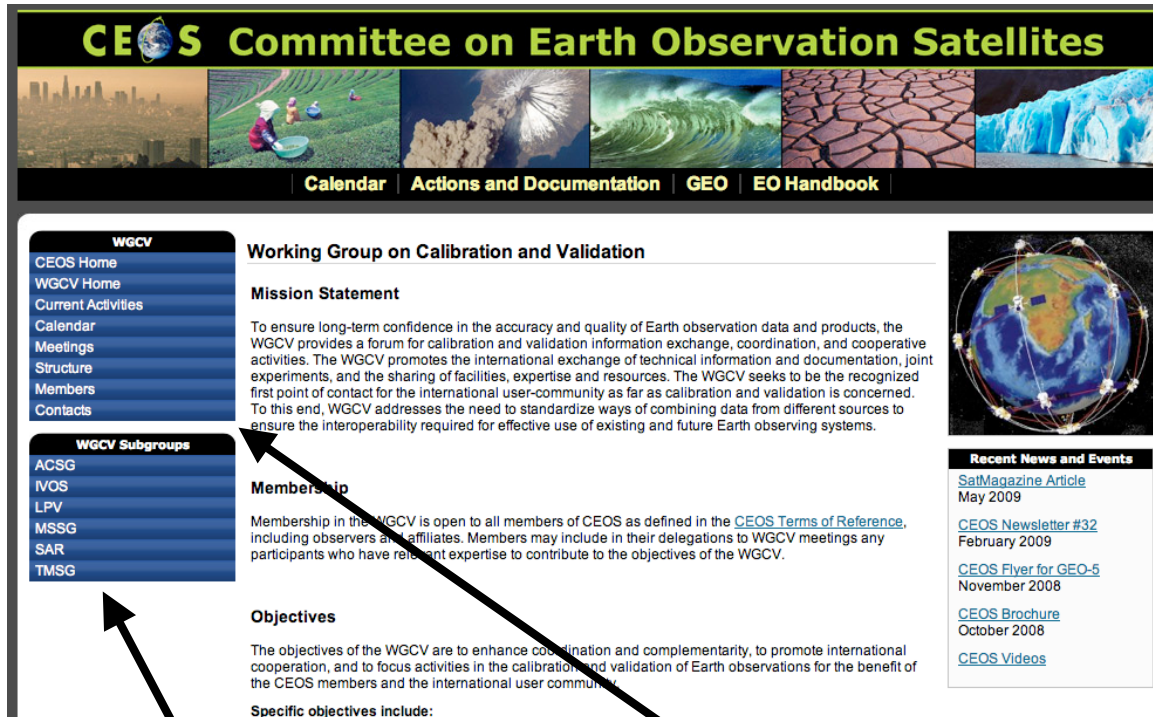 CEOS Committee on Earth Observation Satellites
Calendar | Actions and Documentation | GEO | EO Handbook
WGCV
CEOS Home
WGCV Home
Current Activities
Calendar
Meetings
Structure
Members
Contacts
WGCV Subgroups
ACSG
IVOS
LPV
MSSG
SAR
TMSG
Working Group on Calibration and Validation
Mission Statement
To ensure long-term confidence in the accuracy and quality of Earth observation data and products, the
WGCV provides a forum for calibration and validation information exchange, coordination, and cooperative
activities. The WGCV promotes the international exchange of technical information and documentation, joint
experiments, and the sharing of facilities, expertise and resources. The WGCV seeks to be the recognized
first point of contact for the international user-community as far as calibration and validation is concerned.
To this end, WGCV addresses the need to standardize ways of combining data from different sources to
ensure the interoperability required for effective use of existing and future Earth observing systems.
Membership
Membership in the WGCV is open to all members of CEOS as defined in the CEOS Terms of Reference,
including observers and affiliates. Members may include in their delegations to WGCV meetings any
participants who have relevant expertise to contribute to the objectives of the WGCV.
Objectives
The objectives of the WGCV are to enhance coordination and complementarity, to promote international
cooperation, and to focus activities in the calibration and validation of Earth observations for the benefit of
the CEOS members and the international user community.
Specific objectives include:
Recent News and Events
SatMagazine Article
May 2009
CEOS Newsletter #32
February 2009
CEOS Flyer for GEO-5
November 2008
CEOS Brochure
October 2008
CEOS Videos